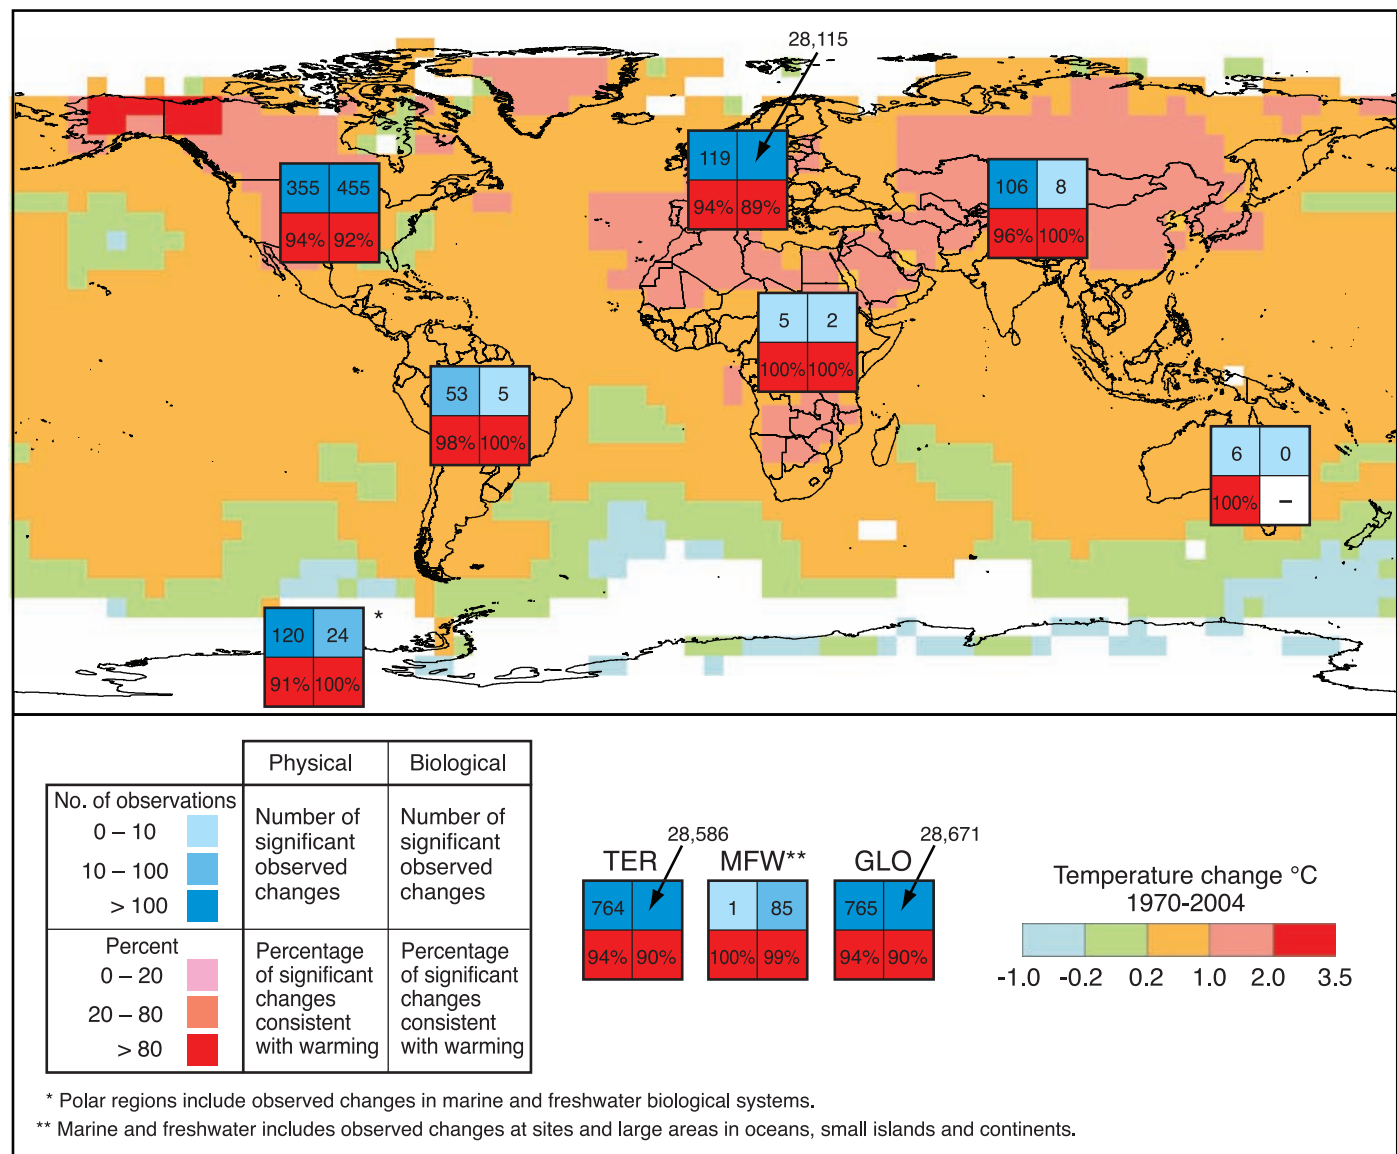 28,115
119
94% 89%
355 455
94% 92%
106 8
96% 100%
5 2
100% 100%
53 5
98% 100%
6 0
100% –
120 24 *
91% 100%
Physical Biological
No. of observations
0 – 10
10 – 100
> 100
Number of
significant
observed
changes
Number of
significant
observed
changes
Percent
0 – 20
20 – 80
> 80
Percentage
of significant
changes
consistent
with warming
Percentage
of significant
changes
consistent
with warming
28,586
TER
764
94% 90%
MFW**
1 85
100% 99%
28,671
GLO
765
94% 90%
Temperature change °C
1970-2004
-1.0 -0.2 0.2 1.0 2.0 3.5
* Polar regions include observed changes in marine and freshwater biological systems.
** Marine and freshwater includes observed changes at sites and large areas in oceans, small islands and continents.